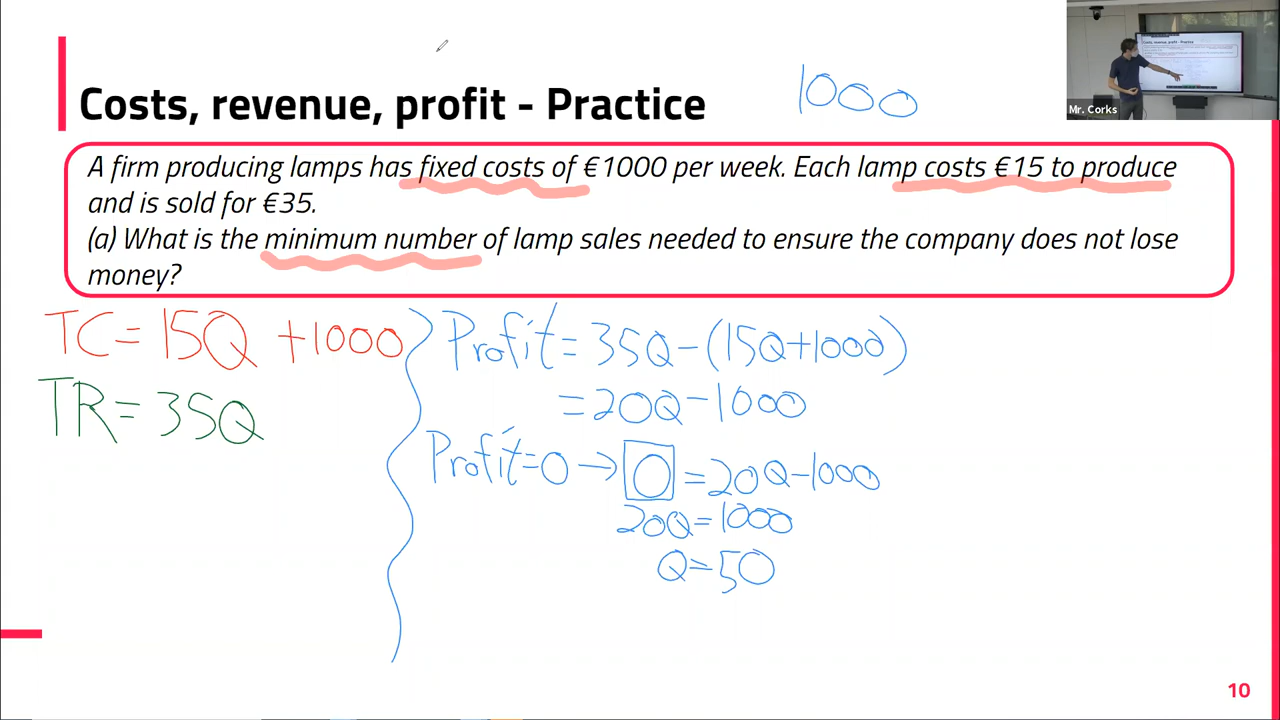 Costs, revenue, profit - Practice
1000
Mr. Corks
A firm producing lamps has fixed costs of €1000 per week. Each lamp costs €15 to produce
and is sold for €35.
(a) What is the minimum number of lamp sales needed to ensure the company does not lose
money?
TC = 15Q + 1000
TR = 35Q
Profit = 35Q - (15Q + 1000)
= 20Q - 1000
Profit = 0 → 0 = 20Q - 1000
20Q = 1000
Q = 50
10